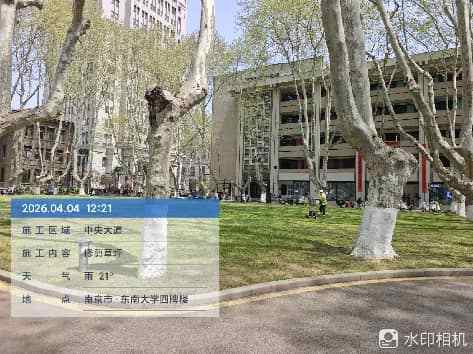 2026.04.04 12:21
施工区域 中央大道
施工内容 修剪草坪
天 气 雨 21°
地 点 南京市·东南大学四牌楼
水印相机